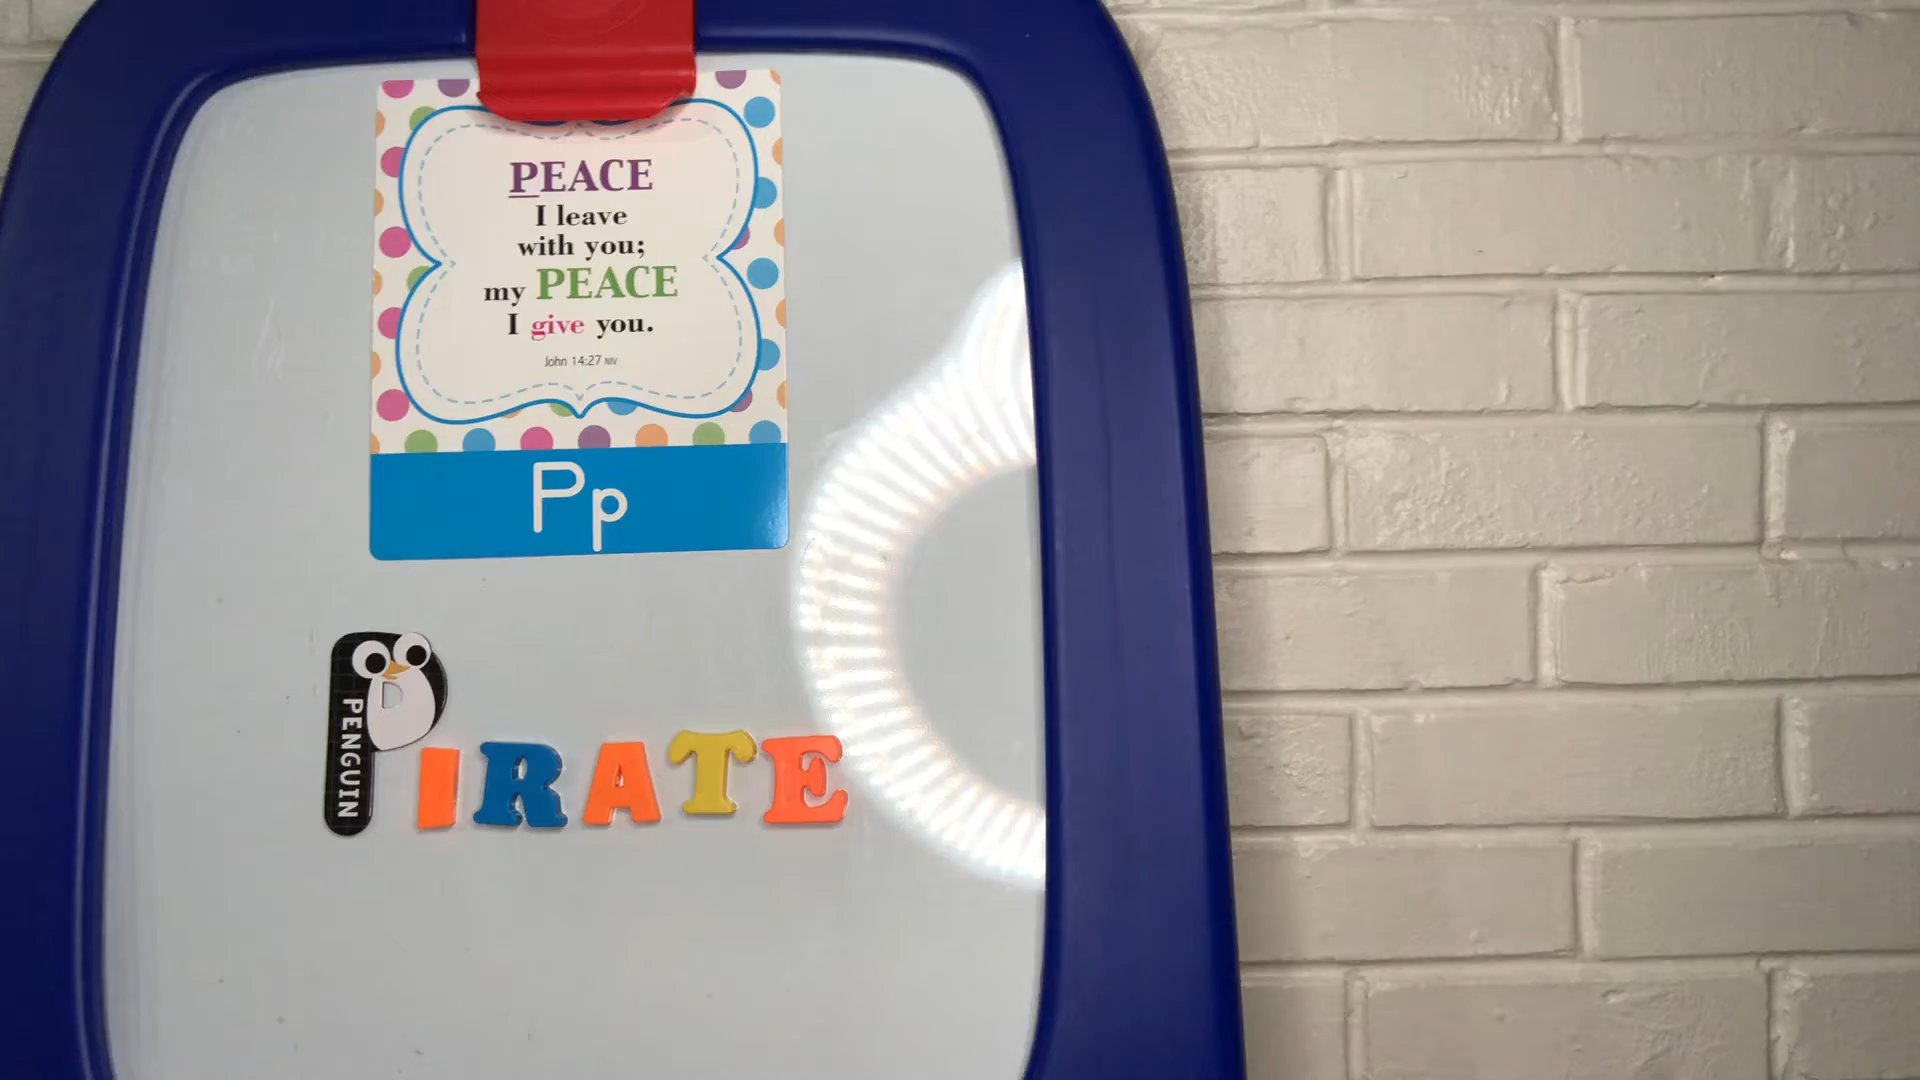 PEACE
I leave
with you;
my PEACE
I give you.
John 14:27 NIV
Pp
PENGUIN
PIRATE